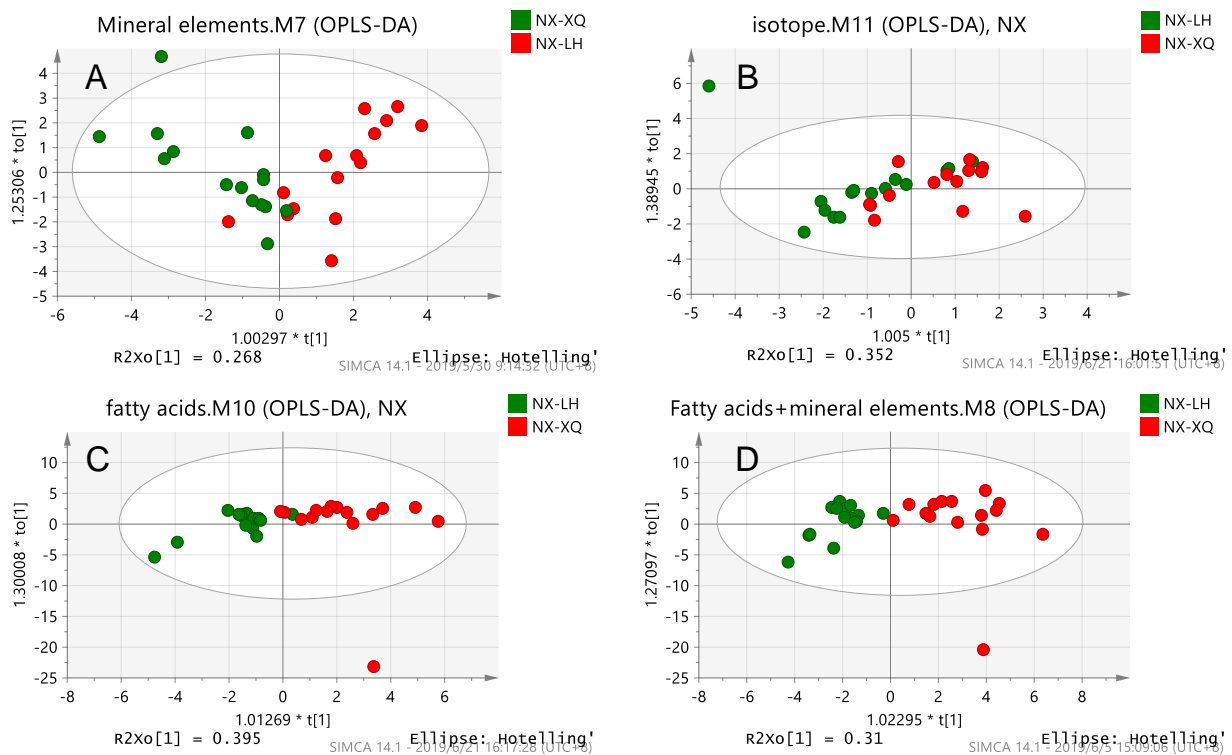 Mineral elements.M7 (OPLS-DA)
NX-XQ
NX-LH
A
1.25306 * to[1]
4
3
2
1
0
-1
-2
-3
-4
-5
-6
-4
-2
0
2
4
1.00297 * t[1]
R2Xo[1] = 0.268
Ellipse: Hotelling'
SIMCA 14.1 - 2019/5/30 9:14:32 (UTC+8)
isotope.M11 (OPLS-DA), NX
NX-LH
NX-XQ
B
1.38945 * to[1]
6
4
2
0
-2
-4
-6
-5
-4
-3
-2
-1
0
1
2
3
4
1.005 * t[1]
R2Xo[1] = 0.352
Ellipse: Hotelling'
SIMCA 14.1 - 2019/6/21 16:01:51 (UTC+8)
fatty acids.M10 (OPLS-DA), NX
NX-LH
NX-XQ
C
1.30008 * to[1]
10
5
0
-5
-10
-15
-20
-25
-8
-6
-4
-2
0
2
4
6
1.01269 * t[1]
R2Xo[1] = 0.395
Ellipse: Hotelling'
SIMCA 14.1 - 2019/6/21 16:17:28 (UTC+8)
Fatty acids+mineral elements.M8 (OPLS-DA)
NX-LH
NX-XQ
D
1.27097 * to[1]
10
5
0
-5
-10
-15
-20
-25
-8
-6
-4
-2
0
2
4
6
8
1.02295 * t[1]
R2Xo[1] = 0.31
Ellipse: Hotelling'
SIMCA 14.1 - 2019/6/5 15:09:06 (UTC+8)